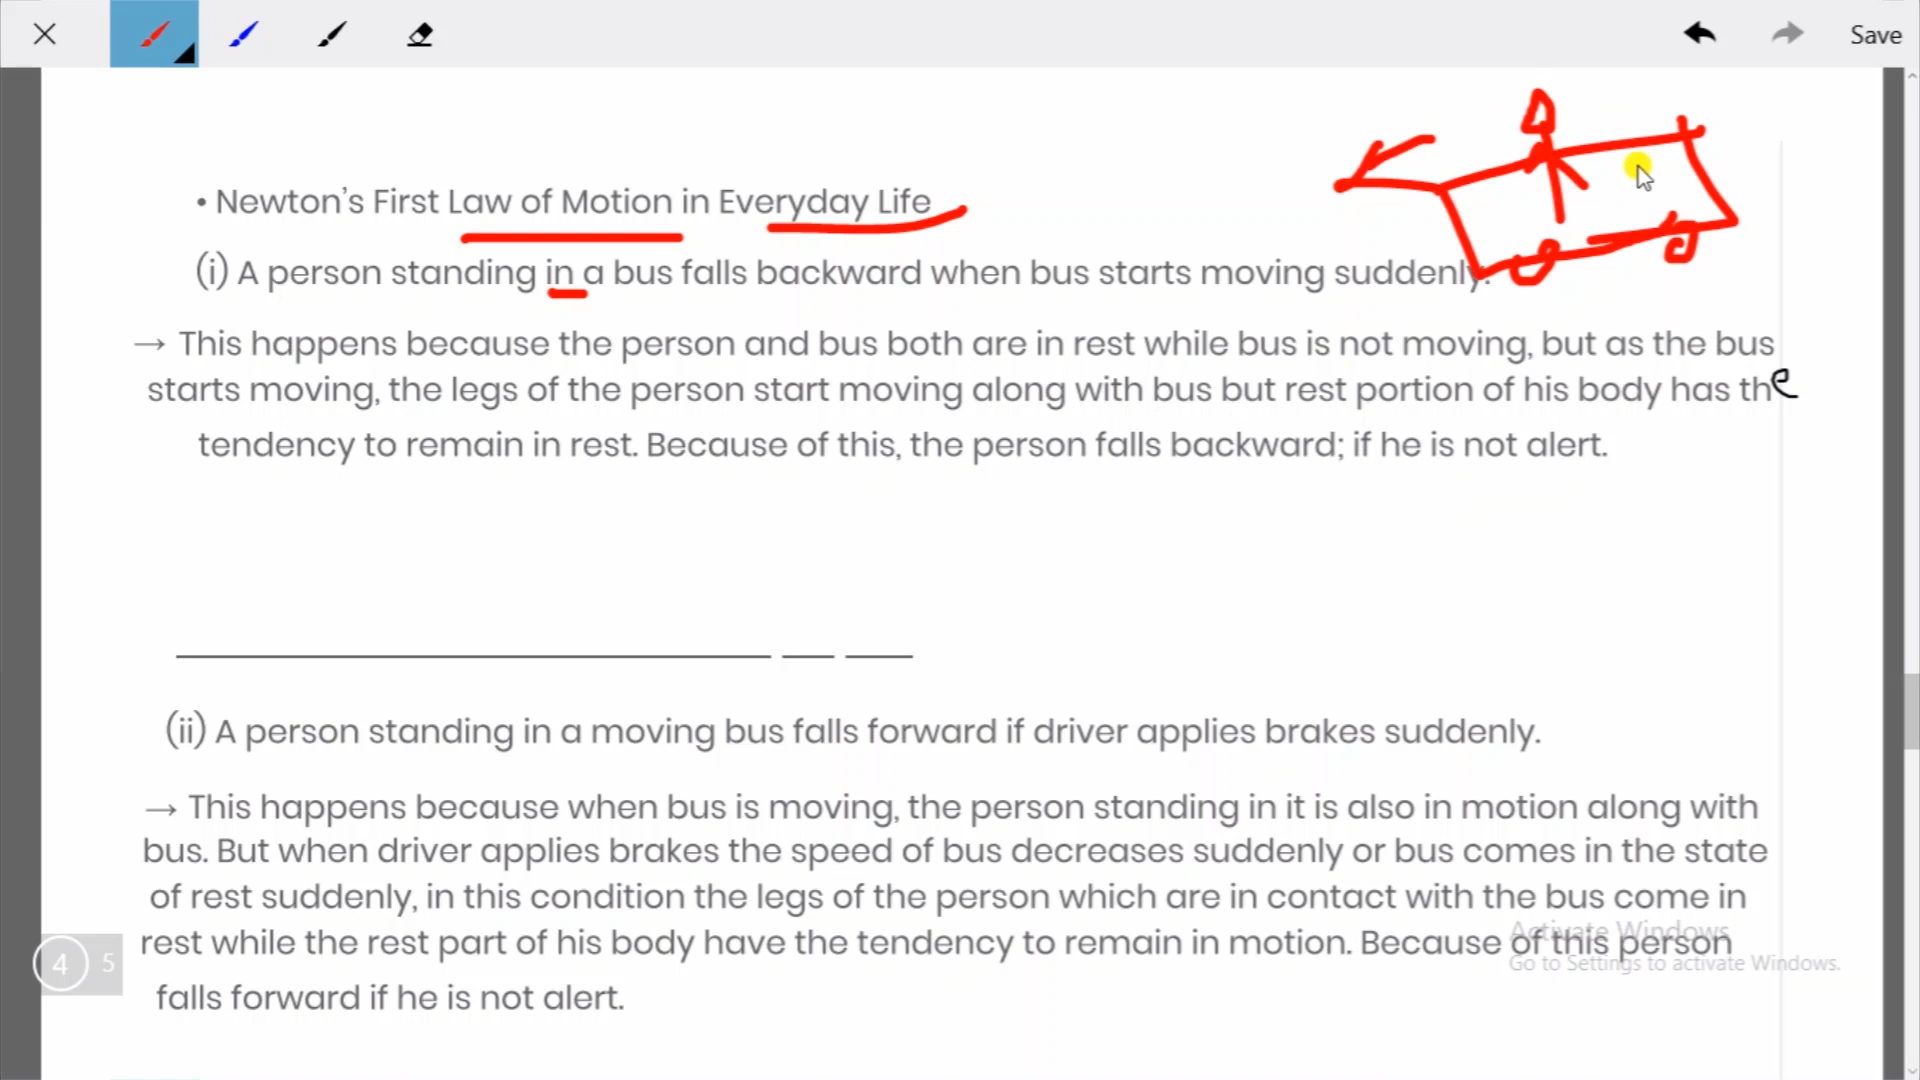 Save
• Newton's First Law of Motion in Everyday Life
(i) A person standing in a bus falls backward when bus starts moving suddenly.
→ This happens because the person and bus both are in rest while bus is not moving, but as the bus
starts moving, the legs of the person start moving along with bus but rest portion of his body has the
tendency to remain in rest. Because of this, the person falls backward; if he is not alert.
(ii) A person standing in a moving bus falls forward if driver applies brakes suddenly.
→ This happens because when bus is moving, the person standing in it is also in motion along with
bus. But when driver applies brakes the speed of bus decreases suddenly or bus comes in the state
of rest suddenly, in this condition the legs of the person which are in contact with the bus come in
rest while the rest part of his body have the tendency to remain in motion. Because of this person
falls forward if he is not alert.
Activate Windows
Go to Settings to activate Windows.
4 5